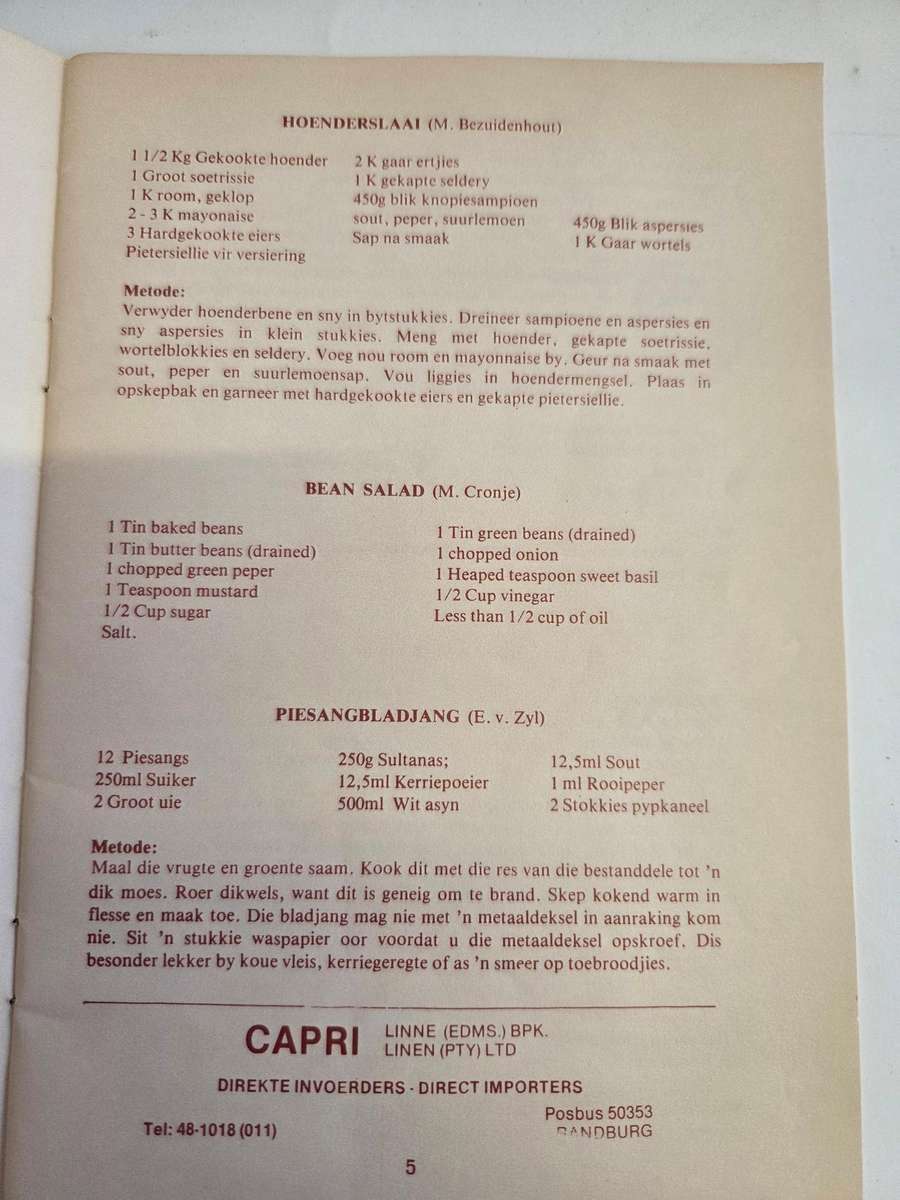 HOENDERSLAAI (M. Bezuidenhout)
1 1/2 Kg Gekookte hoender
1 Groot soetrissie
1 K room, geklop
2 - 3 K mayonaise
3 Hardgekookte eiers
Pietersiellie vir versiering
2 K gaar ertjies
1 K gekapte seldery
450g blik knopiesampioen
sout, peper, suurlemoen
Sap na smaak
450g Blik aspersies
1 K Gaar wortels
Metode:
Verwyder hoenderbene en sny in bytstukkies. Dreineer sampioene en aspersies en
sny aspersies in klein stukkies. Meng met hoender, gekapte soetrissie,
wortelblokkies en seldery. Voeg nou room en mayonnaise by. Geur na smaak met
sout, peper en suurlemoensap. Vou liggies in hoendermengsel. Plaas in
opskepbak en garneer met hardgekookte eiers en gekapte pietersiellie.
BEAN SALAD (M. Cronje)
1 Tin baked beans
1 Tin butter beans (drained)
1 chopped green peper
1 Teaspoon mustard
1/2 Cup sugar
Salt.
1 Tin green beans (drained)
1 chopped onion
1 Heaped teaspoon sweet basil
1/2 Cup vinegar
Less than 1/2 cup of oil
PIESANGBLADJANG (E. v. Zyl)
12 Piesangs
250ml Suiker
2 Groot uie
250g Sultanas;
12,5ml Kerriepoeier
500ml Wit asyn
12,5ml Sout
1 ml Rooipeper
2 Stokkies pypkaneel
Metode:
Maal die vrugte en groente saam. Kook dit met die res van die bestanddele tot 'n
dik moes. Roer dikwels, want dit is geneig om te brand. Skep kokend warm in
flesse en maak toe. Die bladjang mag nie met 'n metaaldeksel in aanraking kom
nie. Sit 'n stukkie waspapier oor voordat u die metaaldeksel opskroef. Dis
besonder lekker by koue vleis, kerriegeregte of as 'n smeer op toebroodjies.
CAPRI
LINNE (EDMS.) BPK.
LINEN (PTY) LTD
DIREKTE INVOERDERS - DIRECT IMPORTERS
Tel: 48-1018 (011)
Posbus 50353
RANDBURG
5